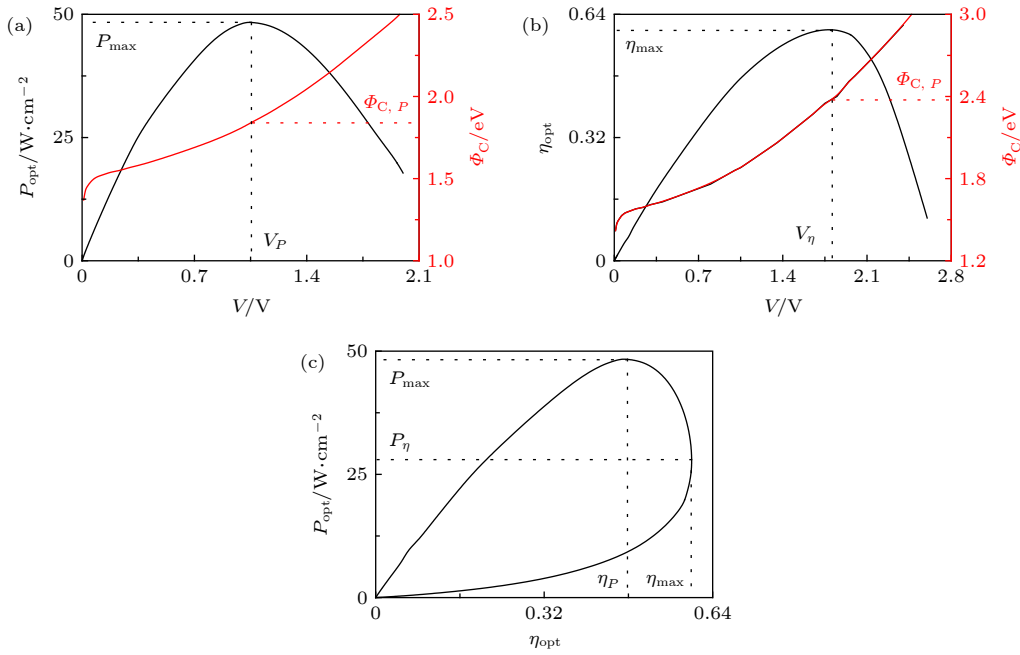 (a)
50
25
0
P_opt/W·cm⁻²
P_max
V_P
Φ_C, P
0
0.7
1.4
2.1
V/V
2.5
2.0
1.5
1.0
Φ_C/eV
(b)
0.64
0.32
0
η_opt
η_max
V_η
Φ_C, P
0
0.7
1.4
2.1
2.8
V/V
3.0
2.4
1.8
1.2
Φ_C/eV
(c)
50
25
0
P_opt/W·cm⁻²
P_max
P_η
η_P
η_max
0
0.32
0.64
η_opt